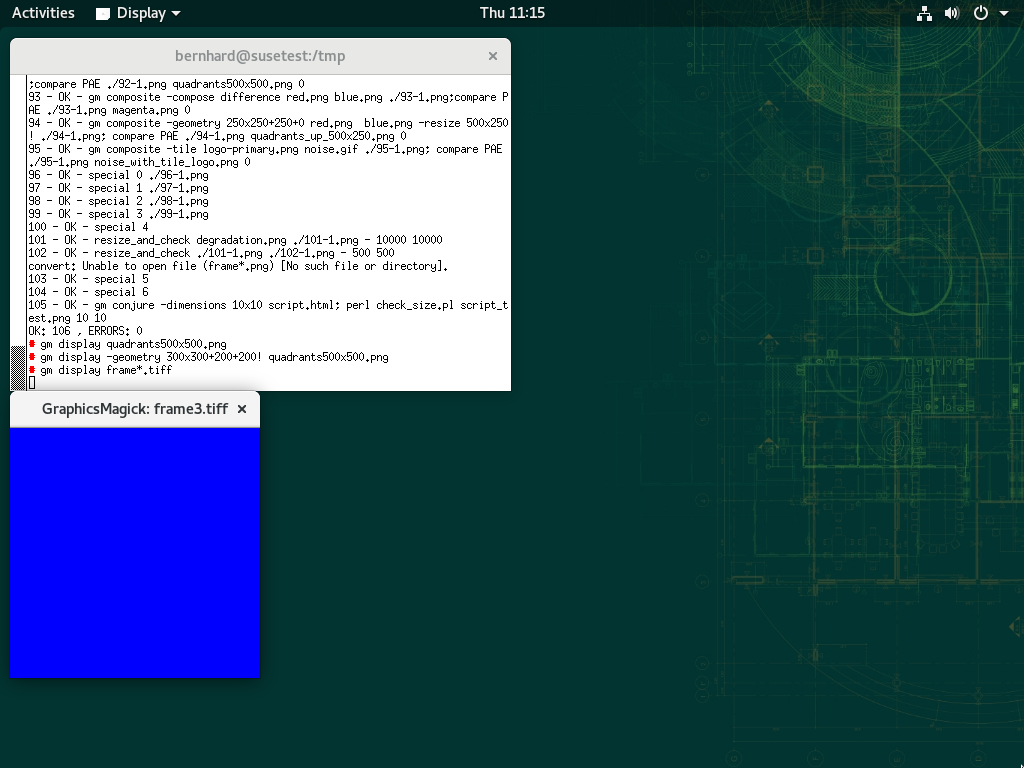 Activities Display Thu 11:15
bernhard@susetest:/tmp ×
;compare PAE ./92-1.png quadrants500x500.png 0
93 - OK - gm composite -compose difference red.png blue.png ./93-1.png;compare P
AE ./93-1.png magenta.png 0
94 - OK - gm composite -geometry 250x250+250+0 red.png  blue.png -resize 500x250
! ./94-1.png; compare PAE ./94-1.png quadrants_up_500x250.png 0
95 - OK - gm composite -tile logo-primary.png noise.gif ./95-1.png; compare PAE
./95-1.png noise_with_tile_logo.png 0
96 - OK - special 0 ./96-1.png
97 - OK - special 1 ./97-1.png
98 - OK - special 2 ./98-1.png
99 - OK - special 3 ./99-1.png
100 - OK - special 4
101 - OK - resize_and_check degradation.png ./101-1.png - 10000 10000
102 - OK - resize_and_check ./101-1.png ./102-1.png - 500 500
convert: Unable to open file (frame*.png) [No such file or directory].
103 - OK - special 5
104 - OK - special 6
105 - OK - gm conjure -dimensions 10x10 script.html; perl check_size.pl script_t
est.png 10 10
OK: 106 , ERRORS: 0
gm display quadrants500x500.png
gm display -geometry 300x300+200+200! quadrants500x500.png
gm display frame*.tiff
GraphicsMagick: frame3.tiff ×